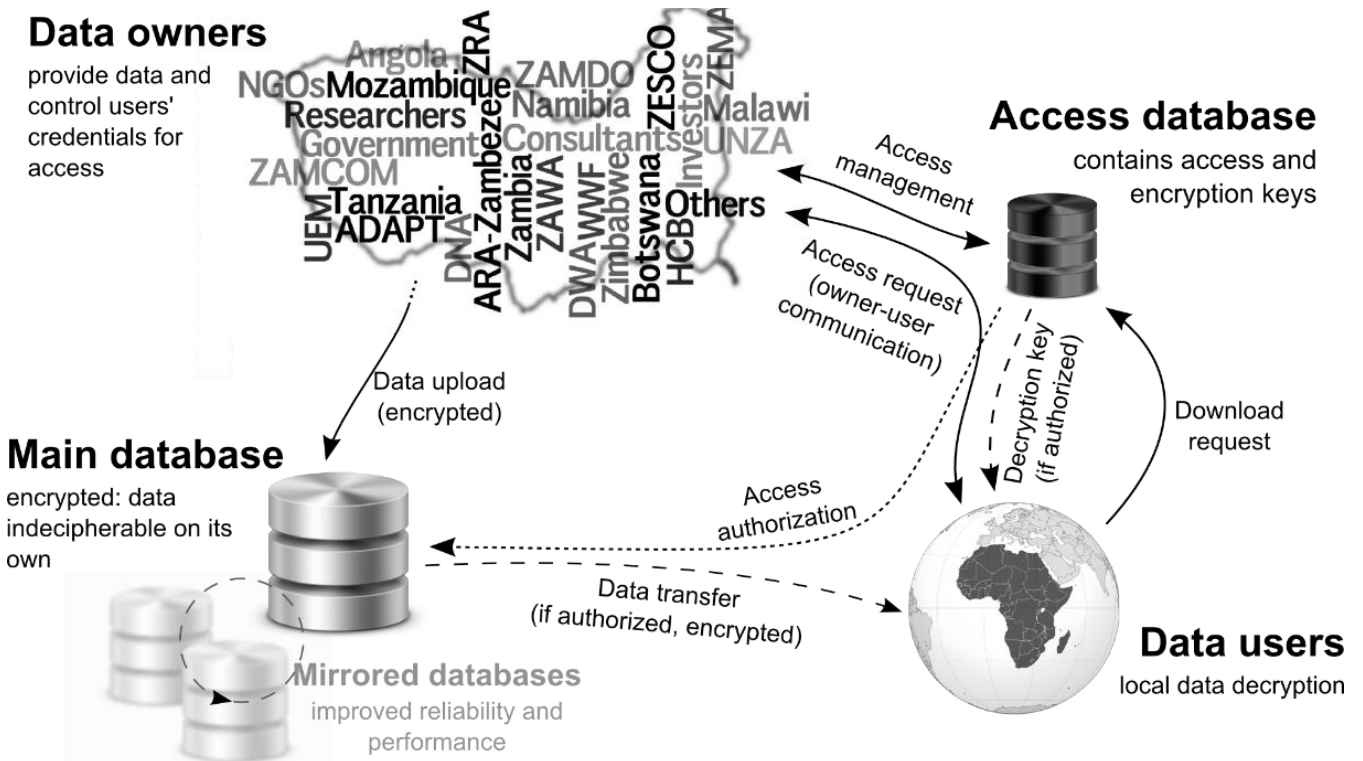 Data owners
provide data and
control users'
credentials for
access
Angola
ZRA
NGOs
Mozambique
Researchers
Government
ZAMCOM
UEM
Tanzania
ADAPT
DNA
ARA-Zambeze
ZAMDO
Namibia
Consultants
Zambia
ZAWA
DWA
WWF
Zimbabwe
Botswana
ZESCO
HCB
Others
Investors
ZEMA
Malawi
UNZA
Access database
contains access and
encryption keys
Access
management
Access request
(owner-user
communication)
Decryption key
(if authorized)
Download
request
Data upload
(encrypted)
Main database
encrypted: data
indecipherable on its
own
Access
authorization
Data transfer
(if authorized, encrypted)
Mirrored databases
improved reliability and
performance
Data users
local data decryption